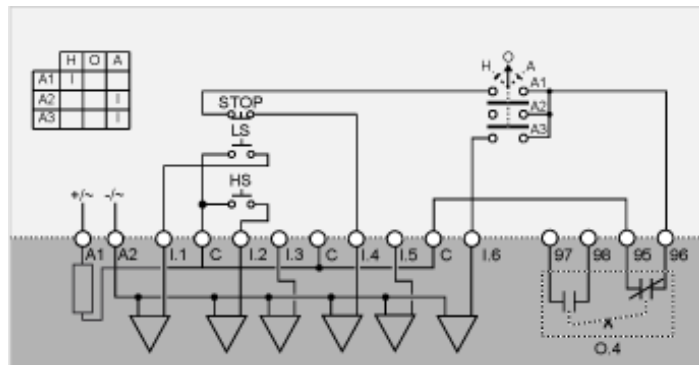 H O A
A1 I
A2 I
A3 I
O
H A
A1
A2
A3
STOP
LS
HS
+/~ -/~
A1 A2 I.1 C I.2 I.3 C I.4 I.5 C I.6 97 98 95 96
O.4